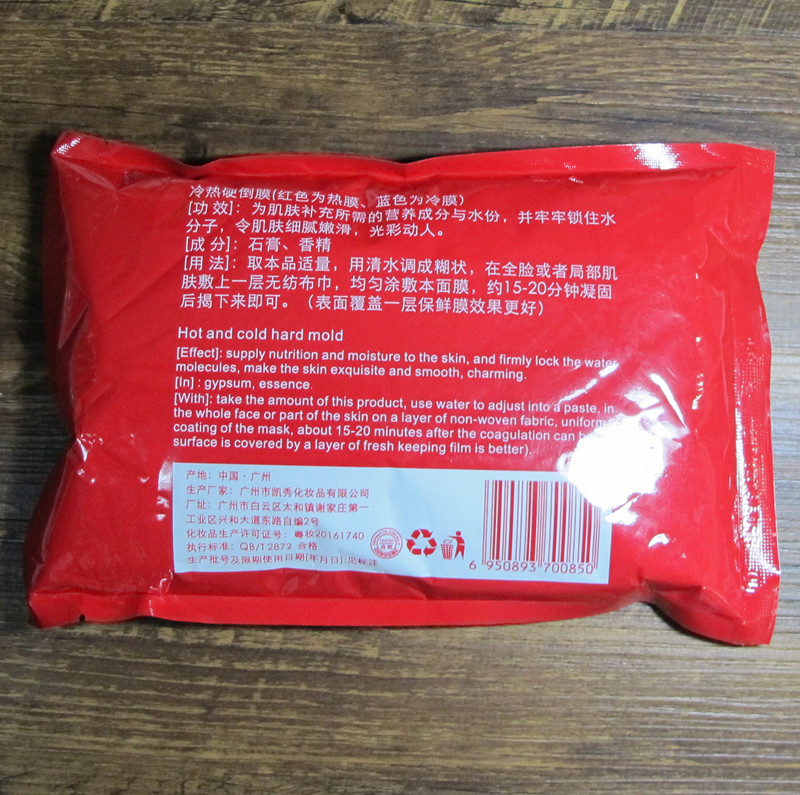 冷热硬倒膜(红色为热膜、蓝色为冷膜)
[功 效]：为肌肤补充所需的营养成分与水份，并牢牢锁住水
分子，令肌肤细腻嫩滑，光彩动人。
[成 分]：石膏、香精
[用 法]：取本品适量，用清水调成糊状，在全脸或者局部肌
肤敷上一层无纺布巾，均匀涂敷本面膜，约15-20分钟凝固
后揭下来即可。（表面覆盖一层保鲜膜效果更好）
Hot and cold hard mold
[Effect]: supply nutrition and moisture to the skin, and firmly lock the water
molecules, make the skin exquisite and smooth, charming.
[In] : gypsum, essence.
[With]: take the amount of this product, use water to adjust into a paste, in
the whole face or part of the skin on a layer of non-woven fabric, uniform
coating of the mask, about 15-20 minutes after the coagulation can
surface is covered by a layer of fresh keeping film is better).
产地：中国·广州
生产厂家：广州市凯秀化妆品有限公司
厂址：广州市白云区太和镇谢家庄第一
工业区兴和大道东路自编2号
化妆品生产许可证号：粤妆20161740
执行标准：QB/T2872 合格
生产批号及限期使用日期(年月日):见标注
6 950893 700850